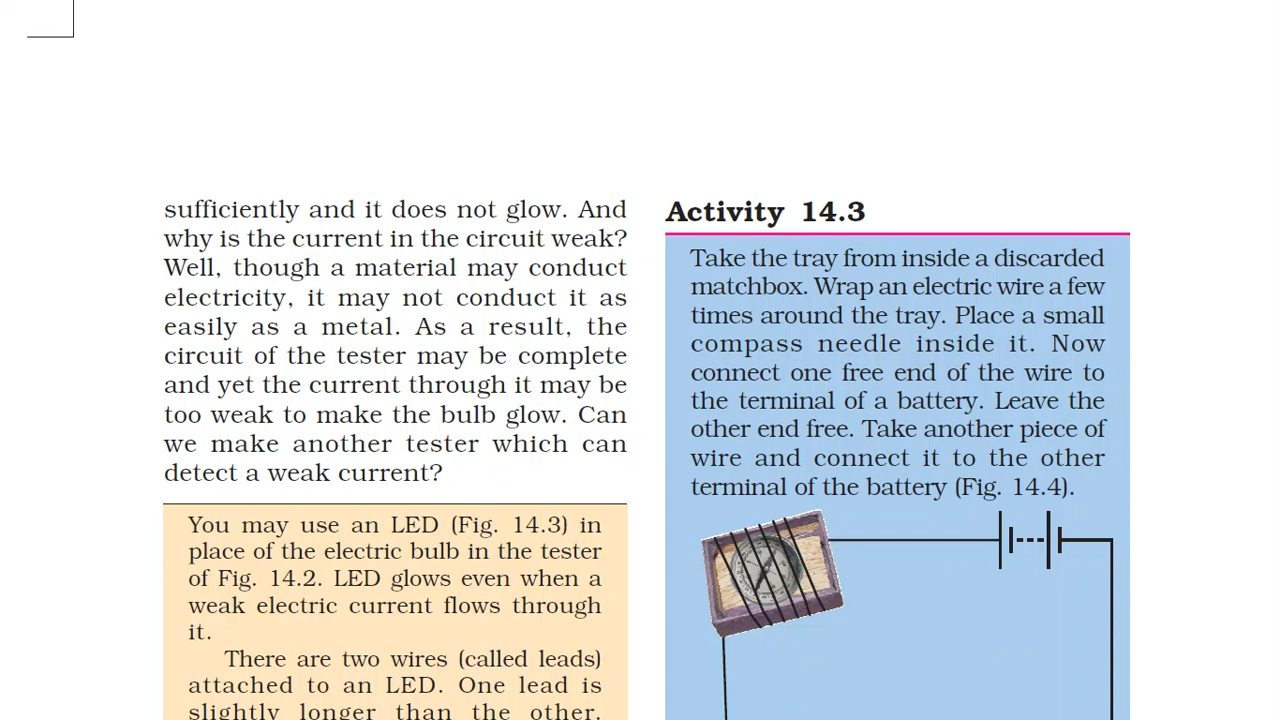 sufficiently and it does not glow. And
why is the current in the circuit weak?
Well, though a material may conduct
electricity, it may not conduct it as
easily as a metal. As a result, the
circuit of the tester may be complete
and yet the current through it may be
too weak to make the bulb glow. Can
we make another tester which can
detect a weak current?
You may use an LED (Fig. 14.3) in
place of the electric bulb in the tester
of Fig. 14.2. LED glows even when a
weak electric current flows through
it.
There are two wires (called leads)
attached to an LED. One lead is
slightly longer than the other.
Activity 14.3
Take the tray from inside a discarded
matchbox. Wrap an electric wire a few
times around the tray. Place a small
compass needle inside it. Now
connect one free end of the wire to
the terminal of a battery. Leave the
other end free. Take another piece of
wire and connect it to the other
terminal of the battery (Fig. 14.4).